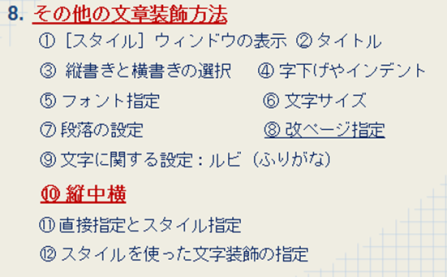 8. その他の文章装飾方法
① [スタイル] ウィンドウの表示 ② タイトル
③ 縦書きと横書きの選択 ④ 字下げやインデント
⑤ フォント指定 ⑥ 文字サイズ
⑦ 段落の設定 ⑧ 改ページ指定
⑨ 文字に関する設定：ルビ（ふりがな）
⑩ 縦中横
⑪ 直接指定とスタイル指定
⑫ スタイルを使った文字装飾の指定